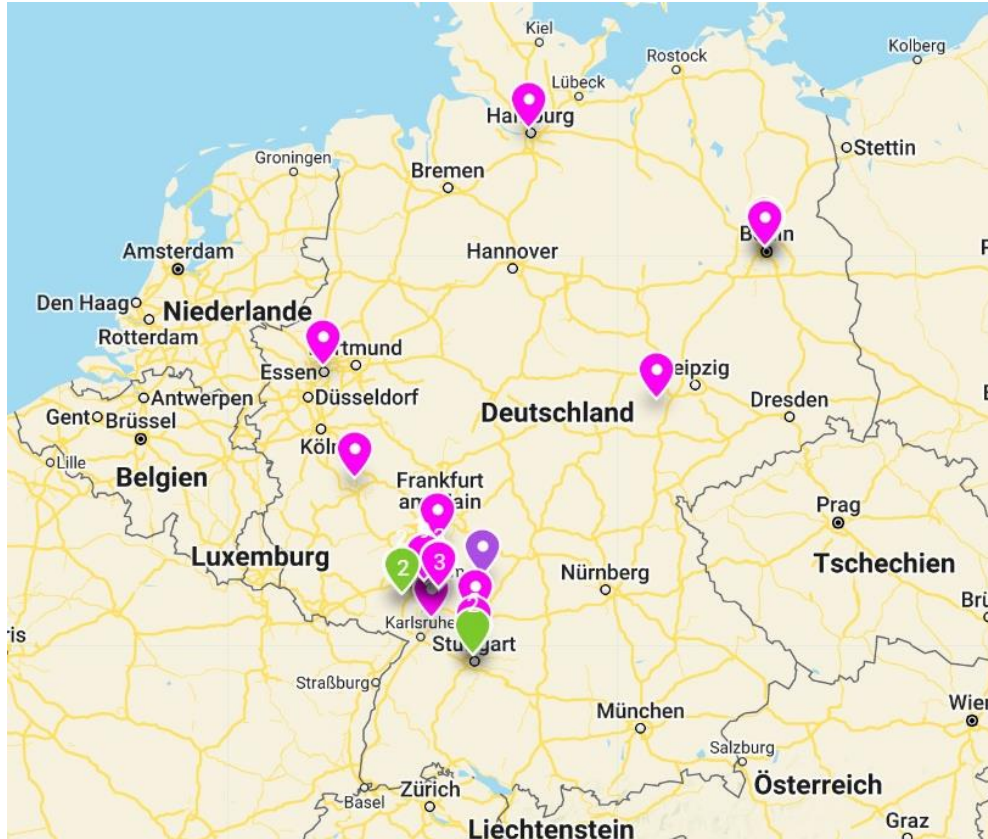 Kiel
Rostock
Kolberg
Lübeck
Stettin
Groningen
Bremen
Amsterdam
Hannover
Den Haag
Niederlande
Rotterdam
Essen
Düsseldorf
Antwerpen
Gent
Brüssel
Deutschland
Dresden
Lille
Belgien
Frankfurt
Prag
Luxemburg
2
3
Nürnberg
Tschechien
Karlsruhe
2
Straßburg
München
Salzburg
Basel
Zürich
Österreich
Liechtenstein
Graz